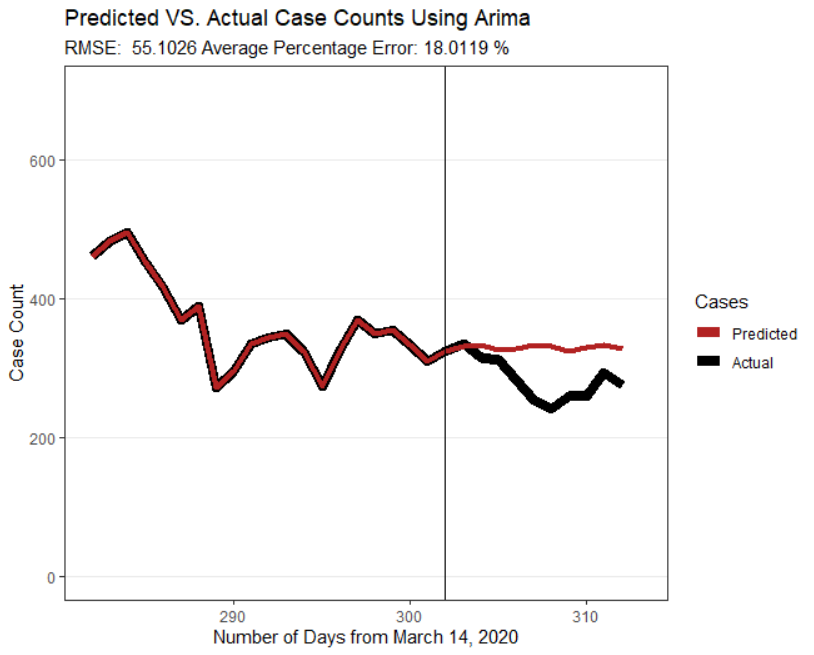 Predicted VS. Actual Case Counts Using Arima
RMSE:  55.1026 Average Percentage Error: 18.0119 %
600
400
200
0
Case Count
290
300
310
Number of Days from March 14, 2020
Cases
Predicted
Actual